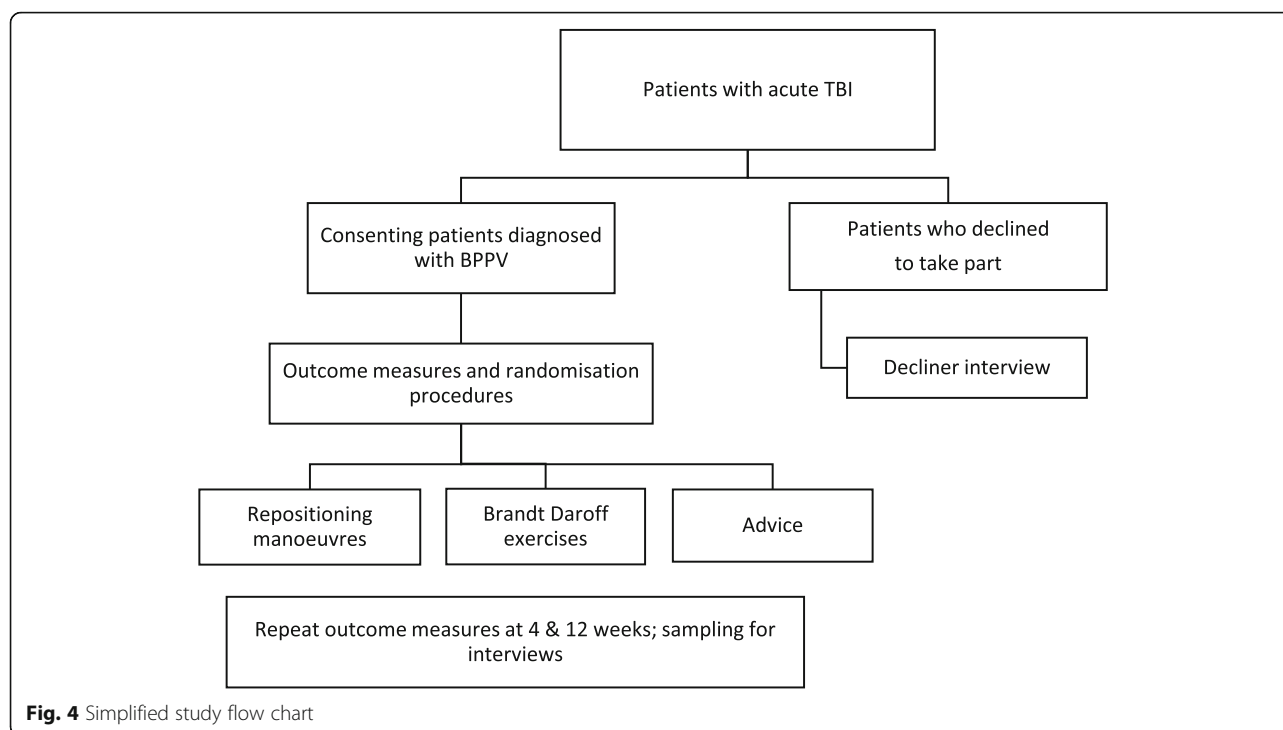 Patients with acute TBI
Consenting patients diagnosed
with BPPV
Patients who declined
to take part
Outcome measures and randomisation
procedures
Decliner interview
Repositioning
manoeuvres
Brandt Daroff
exercises
Advice
Repeat outcome measures at 4 & 12 weeks; sampling for
interviews
Fig. 4 Simplified study flow chart